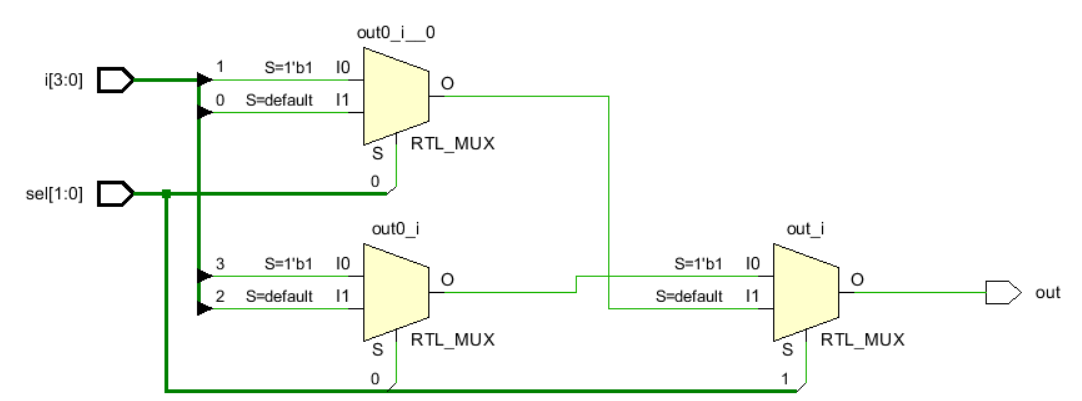 out0_i__0
i[3:0]
1 S=1'b1 I0
O
0 S=default I1
RTL_MUX
S
sel[1:0]
0
out0_i
out_i
3 S=1'b1 I0
S=1'b1 I0
O
O
2 S=default I1
S=default I1
out
RTL_MUX
RTL_MUX
S
S
0
1